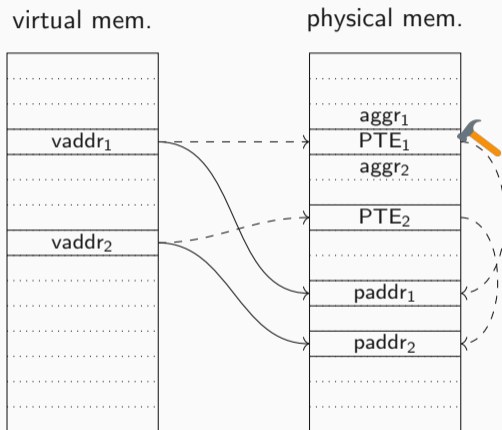 virtual mem.
physical mem.
aggr₁
vaddr₁
PTE₁
aggr₂
PTE₂
vaddr₂
paddr₁
paddr₂